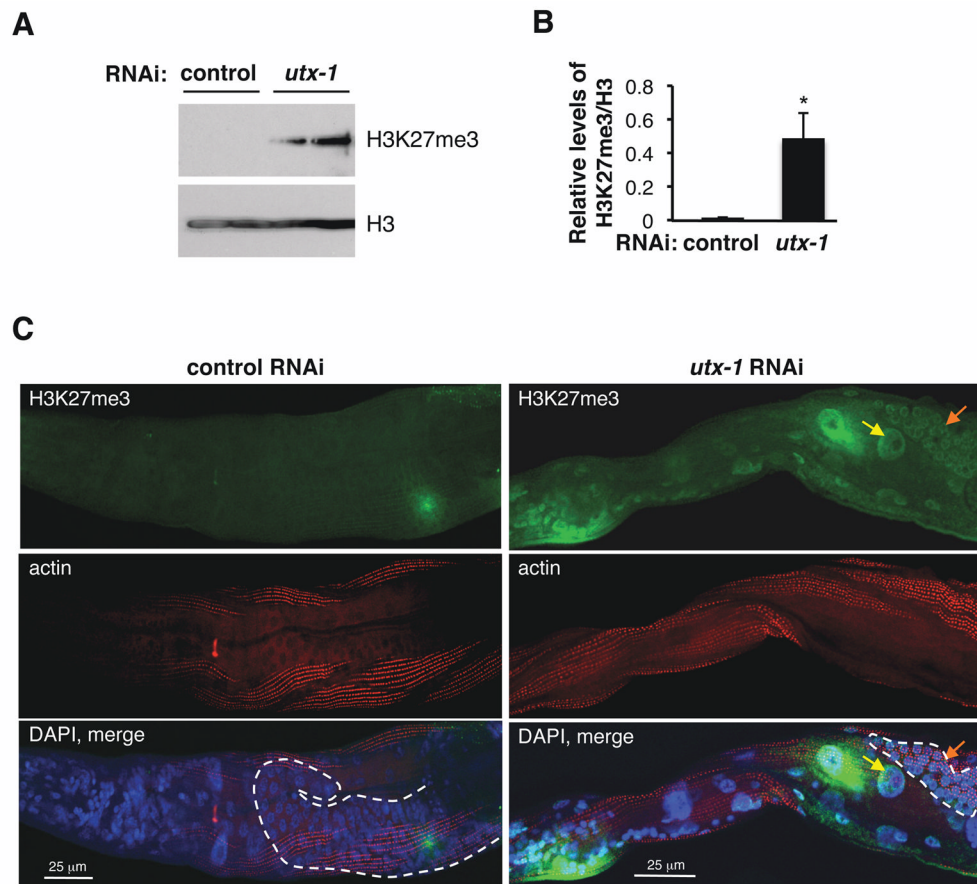 A
RNAi: control utx-1
H3K27me3
H3
B
Relative levels of
H3K27me3/H3
0.8
0.6
0.4
0.2
0
*
RNAi: control utx-1
C
control RNAi
utx-1 RNAi
H3K27me3
H3K27me3
actin
actin
DAPI, merge
DAPI, merge
25 μm
25 μm